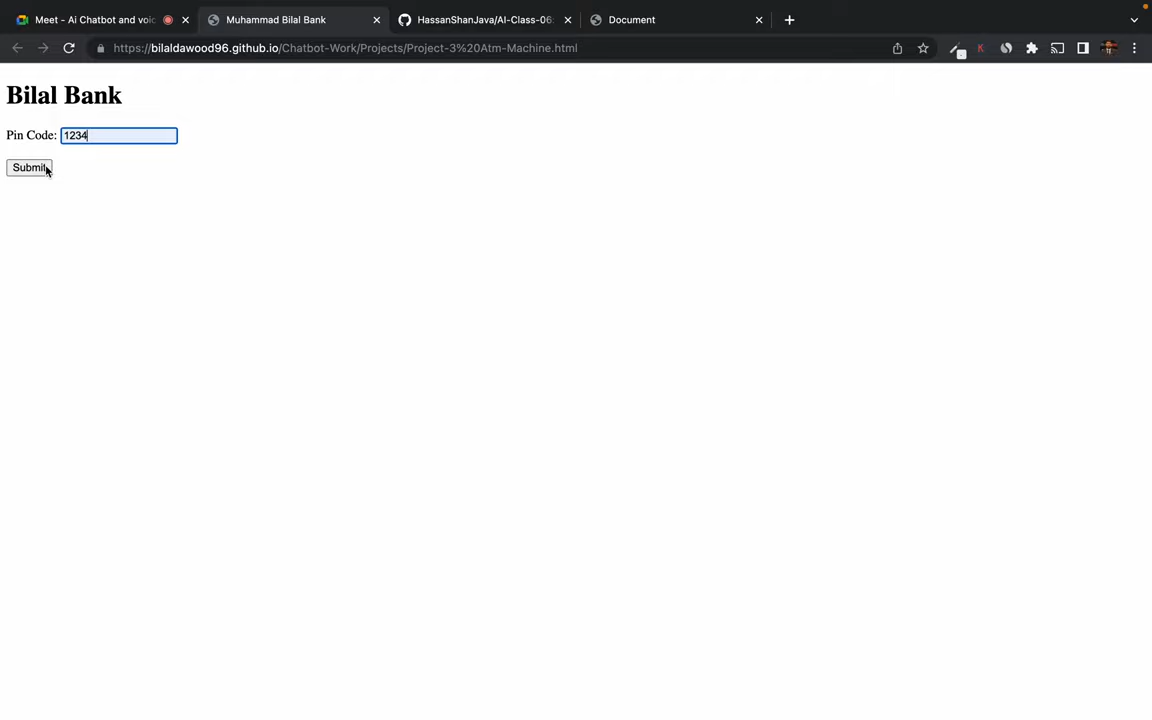 Meet - Ai Chatbot and voic
Muhammad Bilal Bank
HassanShanJava/AI-Class-06:
Document
https://bilaldawood96.github.io/Chatbot-Work/Projects/Project-3%20Atm-Machine.html
Bilal Bank
Pin Code: 1234
Submit